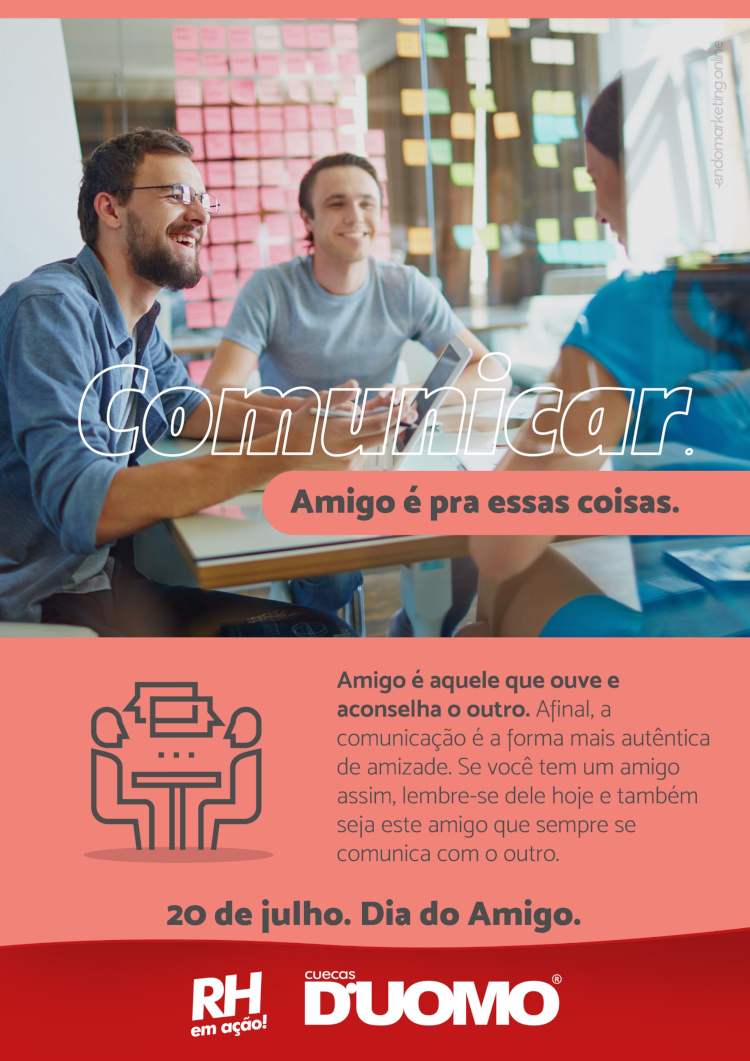 -endomarketing.online
Comunicar.
Amigo é pra essas coisas.
Amigo é aquele que ouve e
aconselha o outro. Afinal, a
comunicação é a forma mais autêntica
de amizade. Se você tem um amigo
assim, lembre-se dele hoje e também
seja este amigo que sempre se
comunica com o outro.
20 de julho. Dia do Amigo.
RH
em ação!
cuecas
D'UOMO®